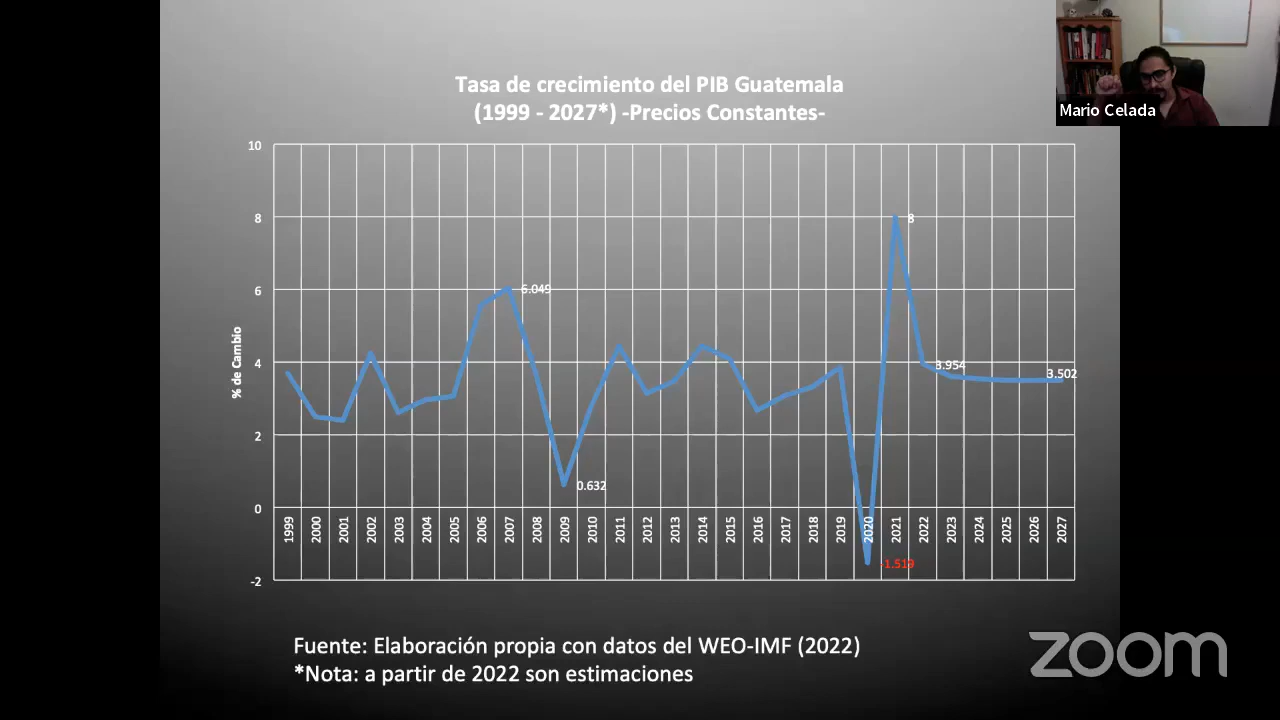 Mario Celada
Tasa de crecimiento del PIB Guatemala
(1999 - 2027*) -Precios Constantes-
% de Cambio
10
8
6
4
2
0
-2
8
6.049
3.954
3.502
0.632
-1.519
1999 2000 2001 2002 2003 2004 2005 2006 2007 2008 2009 2010 2011 2012 2013 2014 2015 2016 2017 2018 2019 2020 2021 2022 2023 2024 2025 2026 2027
Fuente: Elaboración propia con datos del WEO-IMF (2022)
*Nota: a partir de 2022 son estimaciones
zoom